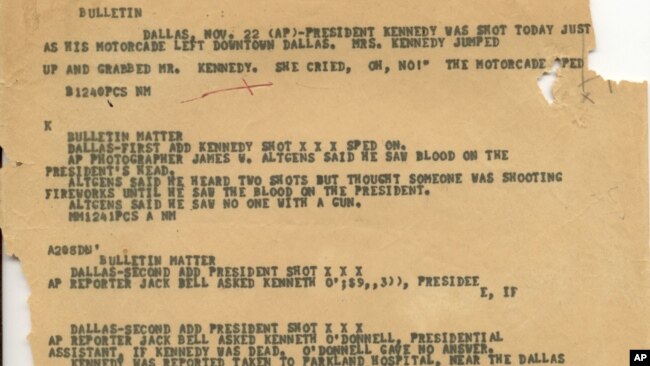 BULLETIN
DALLAS, NOV. 22 (AP)-PRESIDENT KENNEDY WAS SHOT TODAY JUST
AS HIS MOTORCADE LEFT DOWNTOWN DALLAS. MRS. KENNEDY JUMPED
UP AND GRABBED MR. KENNEDY. SHE CRIED, OH, NO!" THE MOTORCADE SPED
B1240PCS NM
K
BULLETIN MATTER
DALLAS-FIRST ADD KENNEDY SHOT X X X SPED ON.
AP PHOTOGRAPHER JAMES W. ALTGENS SAID HE SAW BLOOD ON THE
PRESIDENT'S HEAD.
ALTGENS SAID HE HEARD TWO SHOTS BUT THOUGHT SOMEONE WAS SHOOTING
FIREWORKS UNTIL HE SAW THE BLOOD ON THE PRESIDENT.
ALTGENS SAID HE SAW NO ONE WITH A GUN.
MM1241PCS A NM
A208DN'
BULLETIN MATTER
DALLAS-SECOND ADD PRESIDENT SHOT X X X
AP REPORTER JACK BELL ASKED KENNETH O';$9,,3)), PRESIDEE
E, IF
DALLAS-SECOND ADD PRESIDENT SHOT X X X
AP REPORTER JACK BELL ASKED KENNETH O'DONNELL, PRESIDENTIAL
ASSISTANT, IF KENNEDY WAS DEAD. O'DONNELL GAVE NO ANSWER.
KENNEDY WAS REPORTED TAKEN TO PARKLAND HOSPITAL, NEAR THE DALLAS
AP